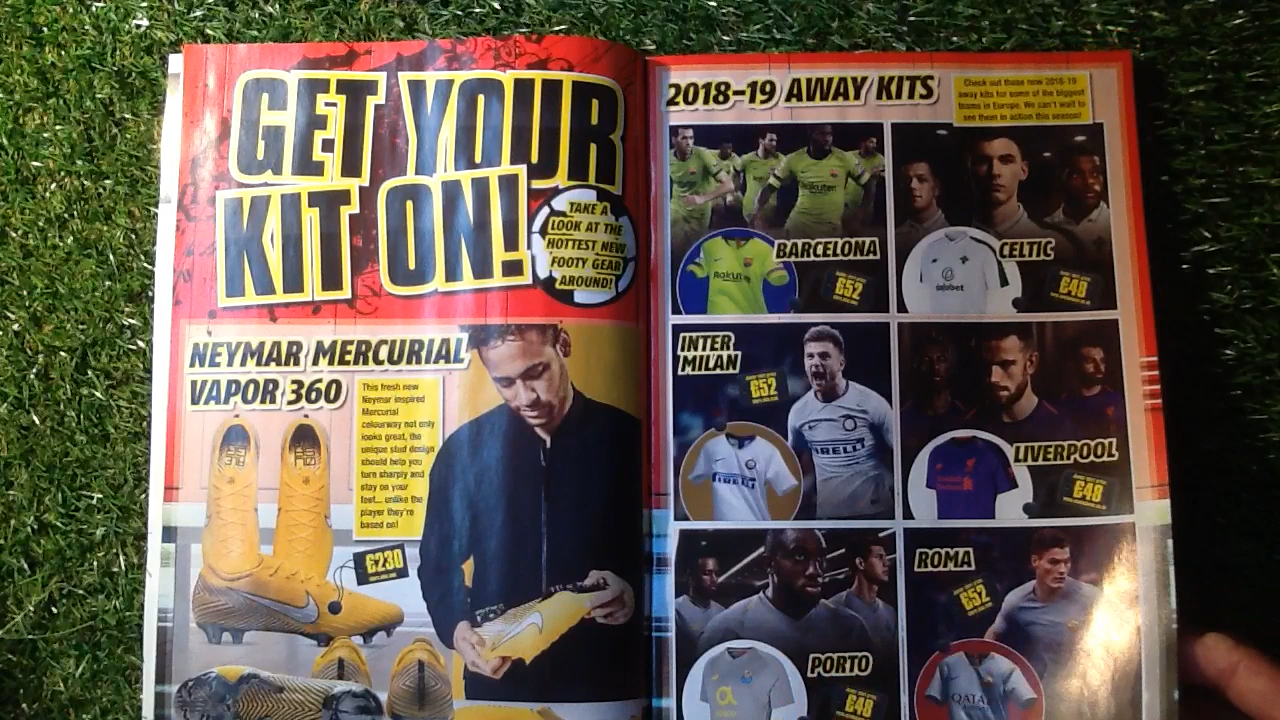 GET YOUR
KIT ON!
TAKE A
LOOK AT THE
HOTTEST NEW
FOOTY GEAR
AROUND!
NEYMAR MERCURIAL
VAPOR 360
This fresh new
Neymar inspired
Mercurial
colourway not only
looks great, the
unique stud design
should help you
turn sharply and
stay on your
feet... unlike the
player they're
based on!
£230
2018-19 AWAY KITS
Check out these new 2018-19
away kits for some of the biggest
teams in Europe. We can't wait to
see them in action this season!
Rakuten
BARCELONA
£52
CELTIC
dafabet
£48
INTER
MILAN
£52
PIRELLI
PIRELLI
LIVERPOOL
£48
PORTO
£48
ROMA
£52
QATAR